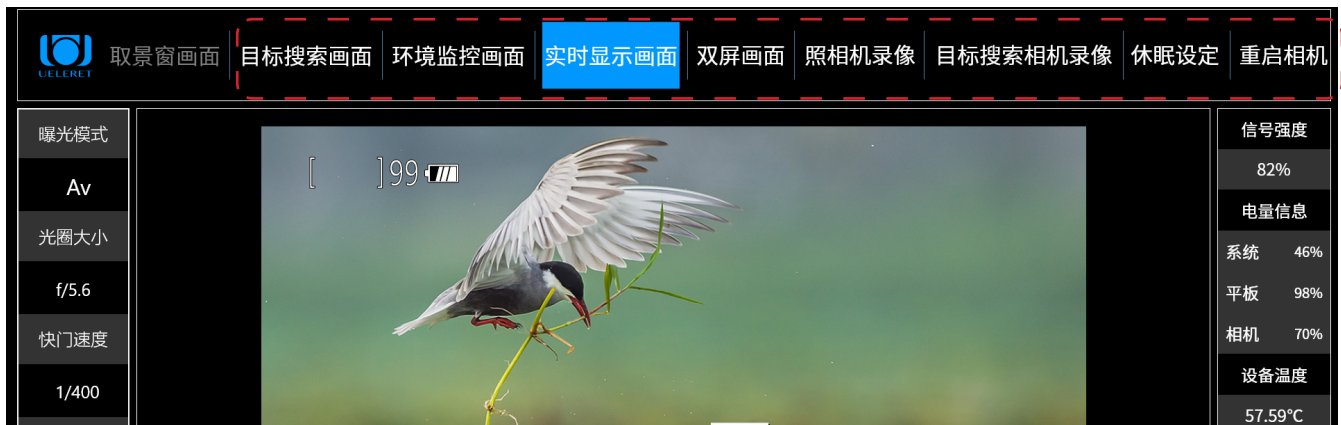 UELERET
取景窗画面
目标搜索画面
环境监控画面
实时显示画面
双屏画面
照相机录像
目标搜索相机录像
休眠设定
重启相机
曝光模式
Av
光圈大小
f/5.6
快门速度
1/400
[ ]99
信号强度
82%
电量信息
系统 46%
平板 98%
相机 70%
设备温度
57.59℃